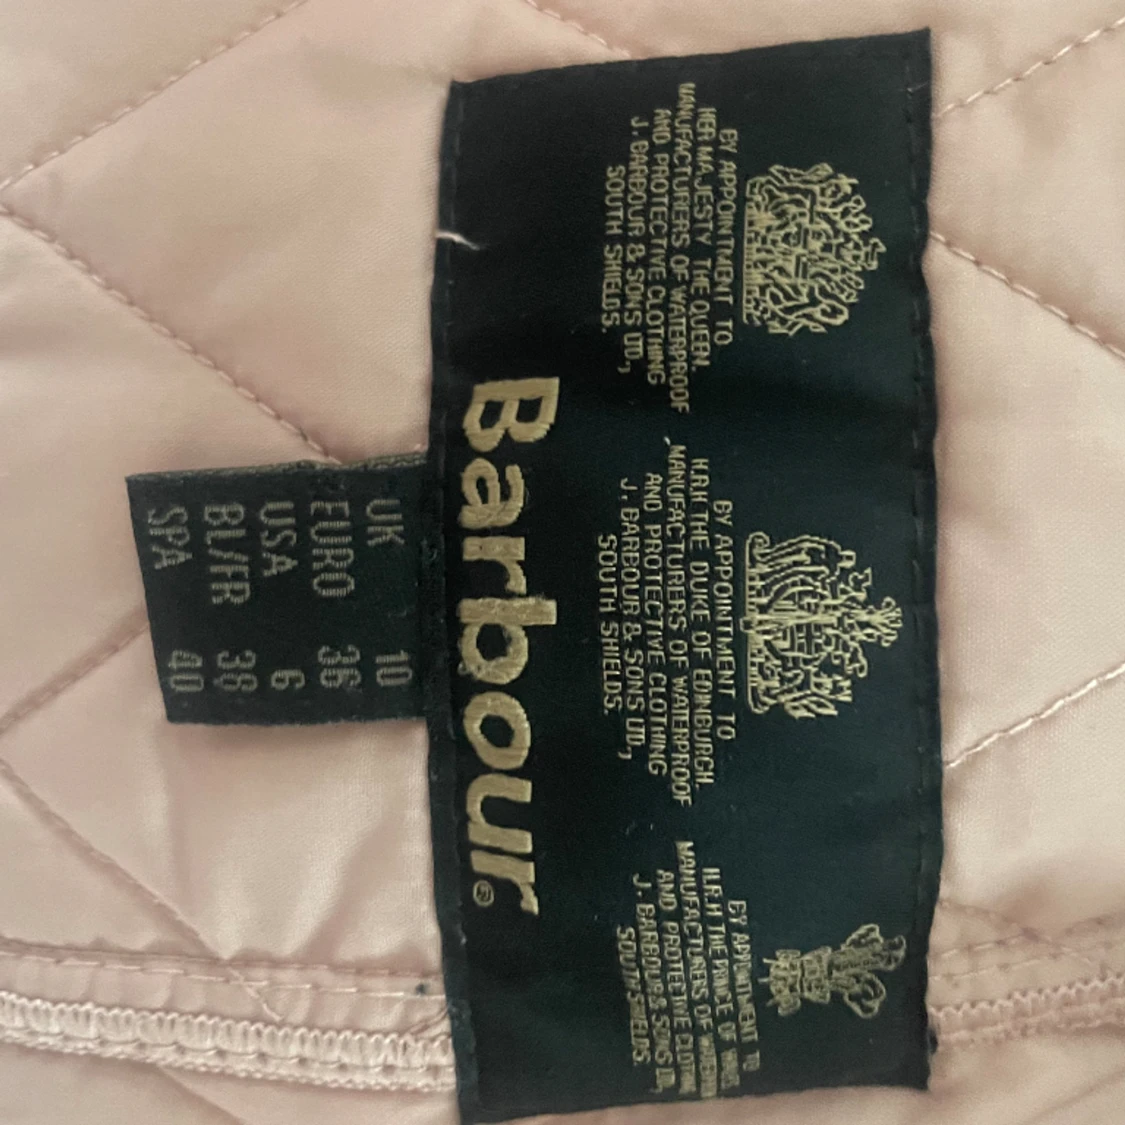 BY APPOINTMENT TO
HER MAJESTY THE QUEEN.
MANUFACTURERS OF WATERPROOF
AND PROTECTIVE CLOTHING
J. BARBOUR & SONS LTD,
SOUTH SHIELDS.
BY APPOINTMENT TO
H.R.H THE DUKE OF EDINBURGH.
MANUFACTURERS OF WATERPROOF
AND PROTECTIVE CLOTHING
J. BARBOUR & SONS LTD,
SOUTH SHIELDS.
BY APPOINTMENT TO
H.R.H THE PRINCE OF WALES
MANUFACTURERS OF WATERPROOF
AND PROTECTIVE CLOTHING
J. BARBOUR & SONS LTD,
SOUTH SHIELDS.
Barbour®
UK 10
EURO 36
USA 6
BL/FR 38
SPA 40